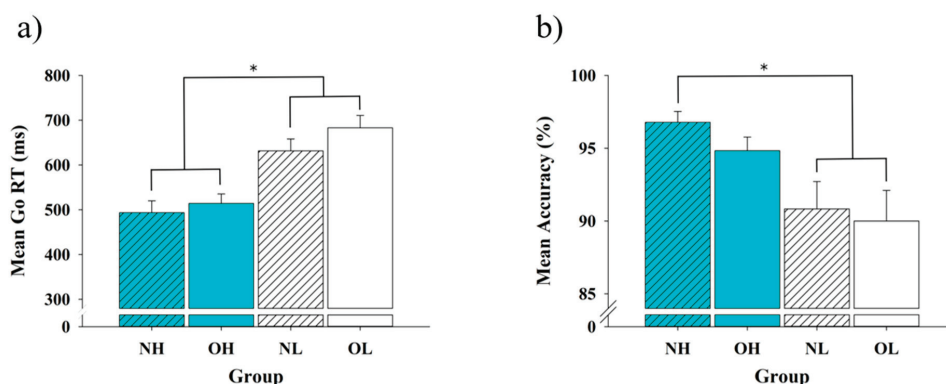 a)
*
Mean Go RT (ms)
800
700
600
500
400
300
0
NH OH NL OL
Group
b)
*
Mean Accuracy (%)
100
95
90
85
0
NH OH NL OL
Group